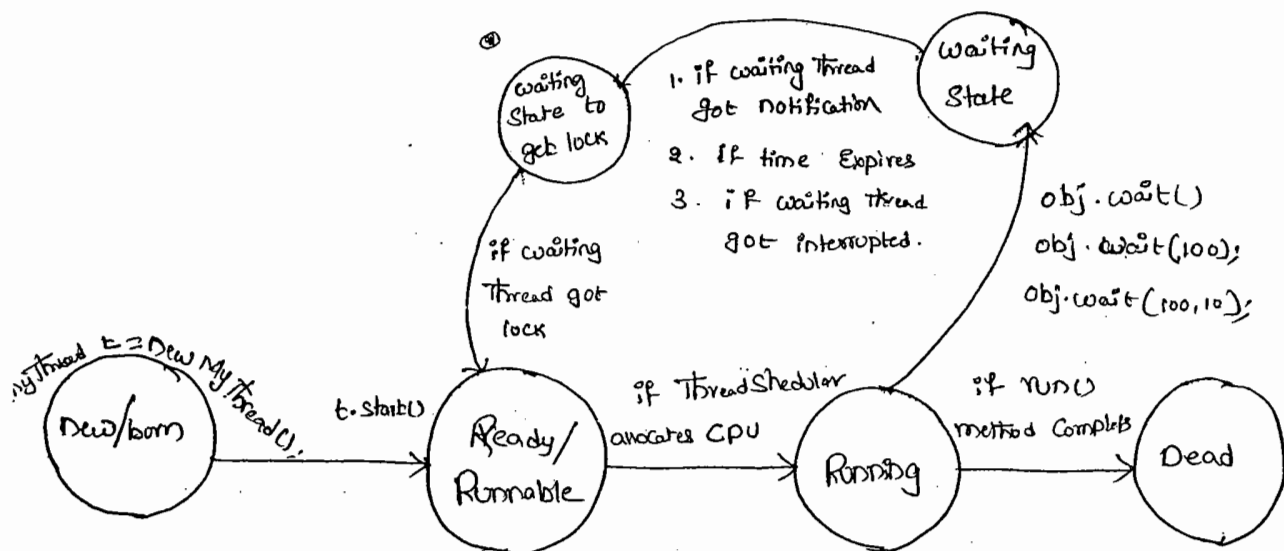 waiting
State to
get lock
1. if waiting Thread
got notification
2. If time Expires
3. if waiting Thread
got interrupted.
waiting
State
obj.wait()
obj.wait(100);
obj.wait(100,10);
if waiting
Thread got
lock
MyThread t = new MyThread();
new/born
t.start()
Ready/
Runnable
if ThreadShedular
allocates CPU
Running
if run()
method Complets
Dead